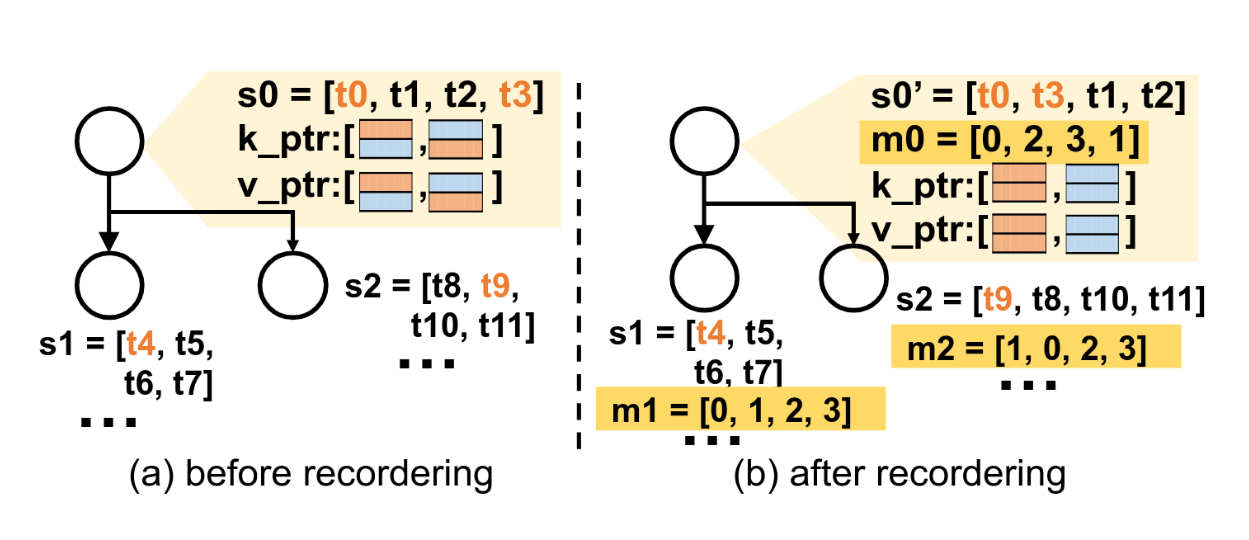 s0 = [t0, t1, t2, t3]
k_ptr:[ , ]
v_ptr:[ , ]
s1 = [t4, t5,
t6, t7]
...
s2 = [t8, t9,
t10, t11]
...
(a) before recordering
s0’ = [t0, t3, t1, t2]
m0 = [0, 2, 3, 1]
k_ptr:[ , ]
v_ptr:[ , ]
s1 = [t4, t5,
t6, t7]
m1 = [0, 1, 2, 3]
...
s2 = [t9, t8, t10, t11]
m2 = [1, 0, 2, 3]
...
(b) after recordering